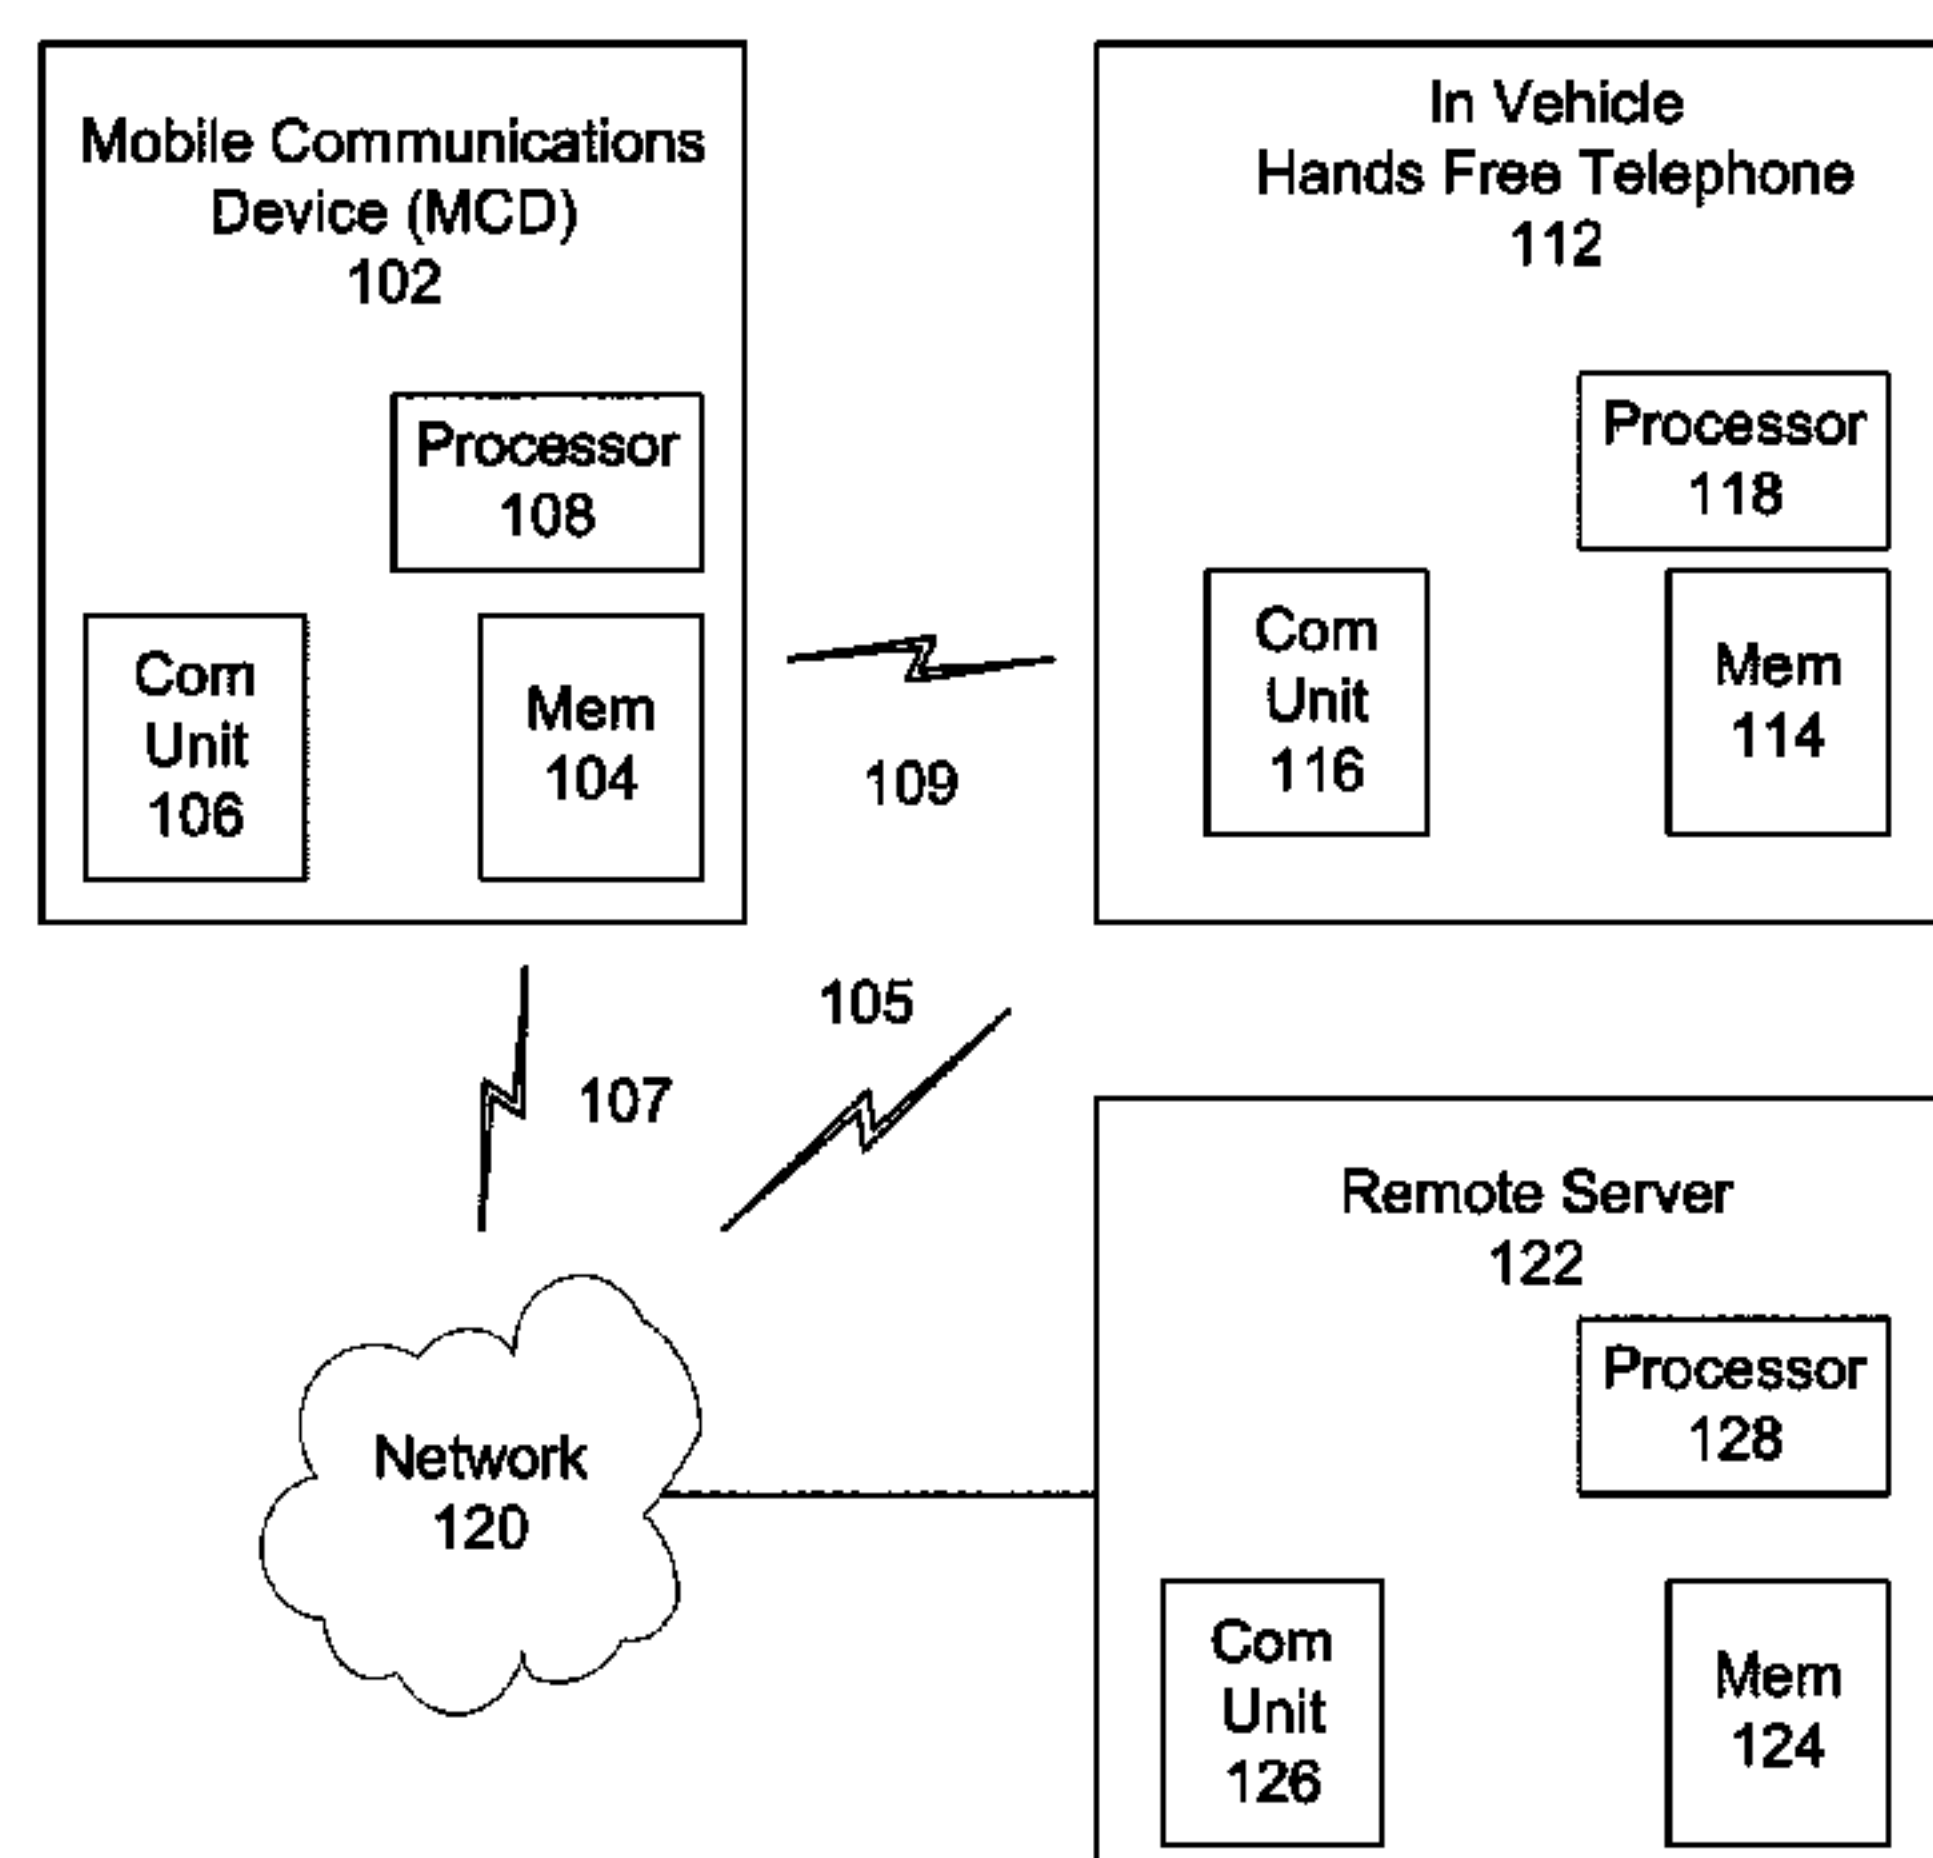 Mobile Communications
Device (MCD)
102
Processor
108
Com
Unit
106
Mem
104
109
In Vehicle
Hands Free Telephone
112
Processor
118
Com
Unit
116
Mem
114
105
107
Network
120
Remote Server
122
Processor
128
Com
Unit
126
Mem
124